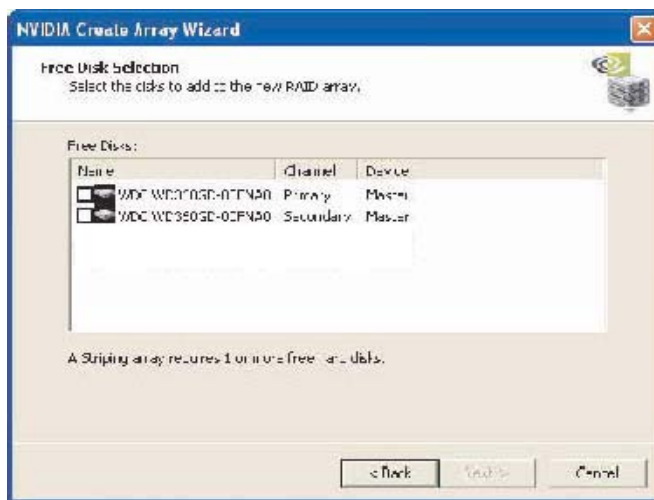 NVIDIA Create Array Wizard
Free Disk Selection
Select the disks to add to the new RAID array.
Free Disks:
Name Channel Device
Primary Master
Secondary Master
A Striping array requires 1 or more free hard disks.
< Back Next > Cancel